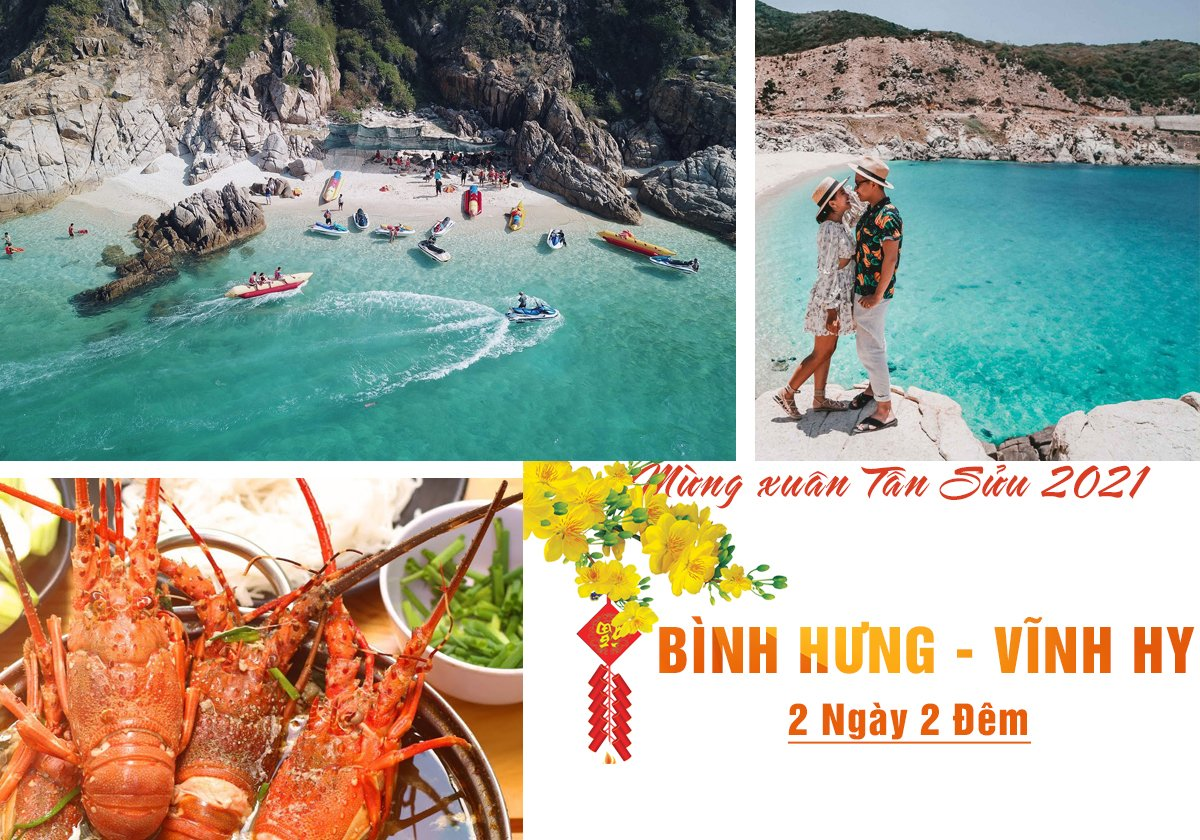 Mừng xuân Tân Sửu 2021
BÌNH HƯNG - VĨNH HY
2 Ngày 2 Đêm